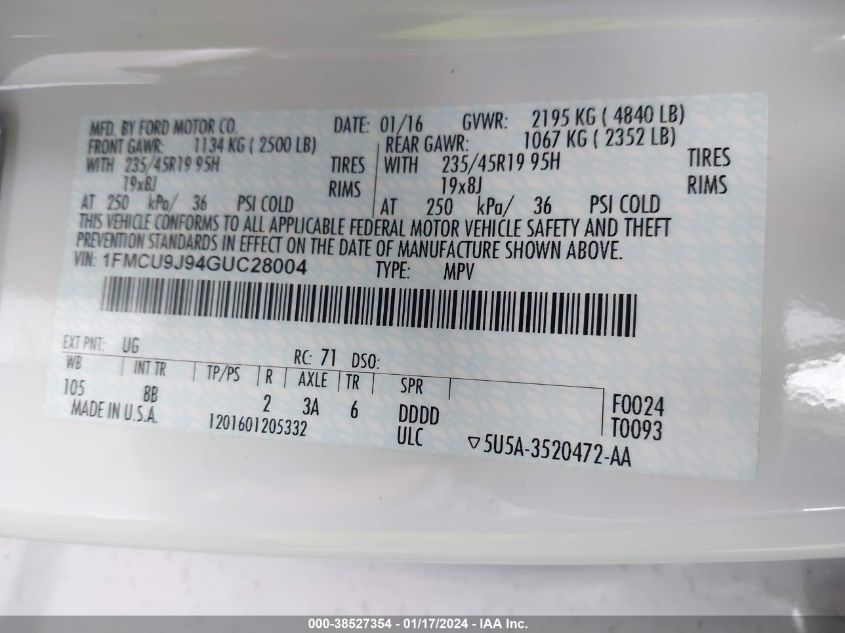 MFD. BY FORD MOTOR CO. DATE: 01/16 GVWR: 2195 KG ( 4840 LB)
FRONT GAWR: 1134 KG ( 2500 LB) REAR GAWR: 1067 KG ( 2352 LB)
WITH 235/45R19 95H TIRES WITH 235/45R19 95H TIRES
19x8J RIMS 19x8J RIMS
AT 250 kPa/ 36 PSI COLD AT 250 kPa/ 36 PSI COLD
THIS VEHICLE CONFORMS TO ALL APPLICABLE FEDERAL MOTOR VEHICLE SAFETY AND THEFT
PREVENTION STANDARDS IN EFFECT ON THE DATE OF MANUFACTURE SHOWN ABOVE.
VIN: 1FMCU9J94GUC28004 TYPE: MPV
EXT PNT: UG RC: 71 DSO:
WB INT TR TP/PS R AXLE TR SPR
105 8B 2 3A 6 DDDD F0024
MADE IN U.S.A. 1201601205332 ULC T0093
5U5A-3520472-AA
000-38527354 - 01/17/2024 - IAA Inc.